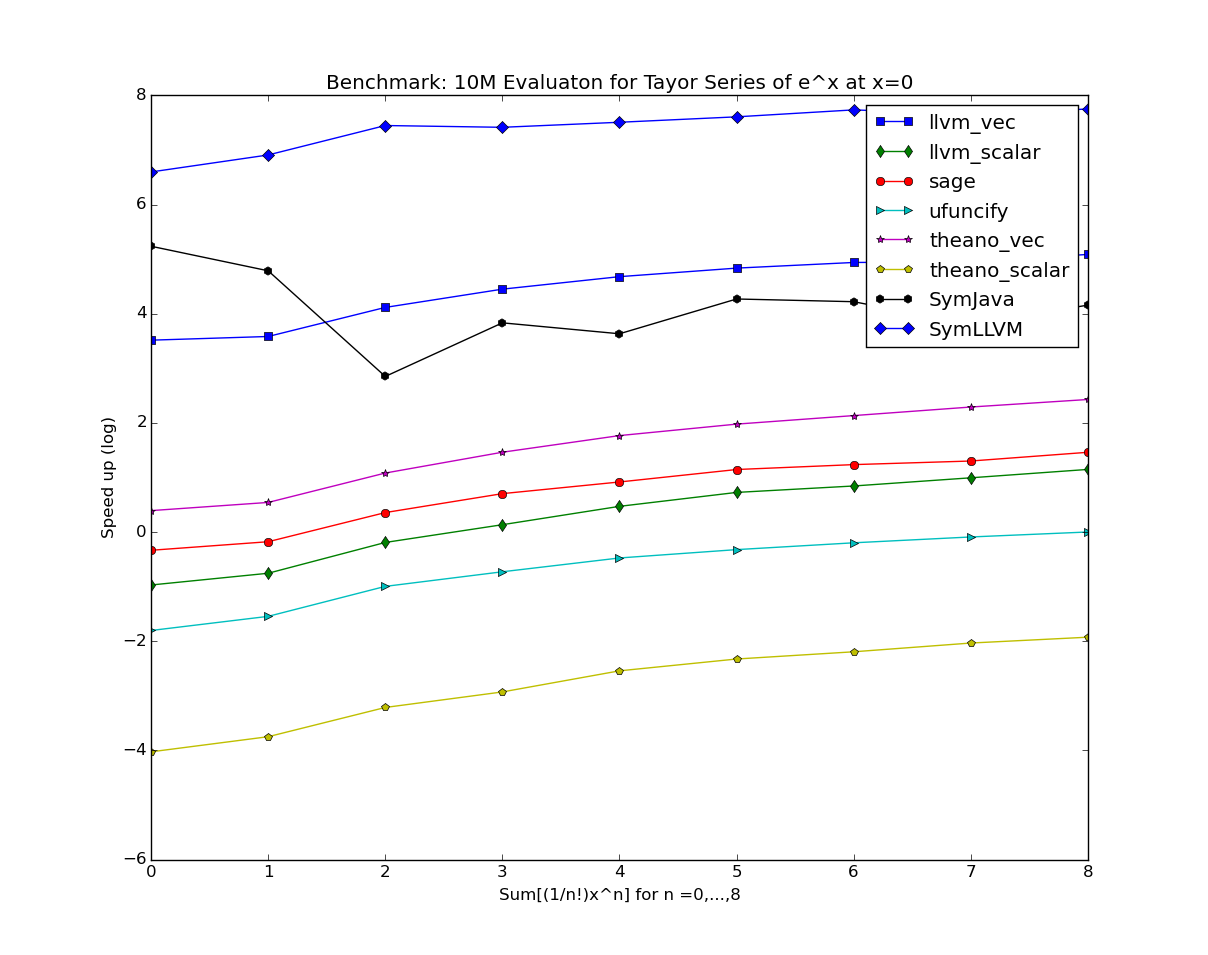 Benchmark: 10M Evaluaton for Tayor Series of e^x at x=0
8
6
4
2
0
−2
−4
−6
Speed up (log)
llvm_vec
llvm_scalar
sage
ufuncify
theano_vec
theano_scalar
SymJava
SymLLVM
0 1 2 3 4 5 6 7 8
Sum[(1/n!)x^n] for n =0,...,8